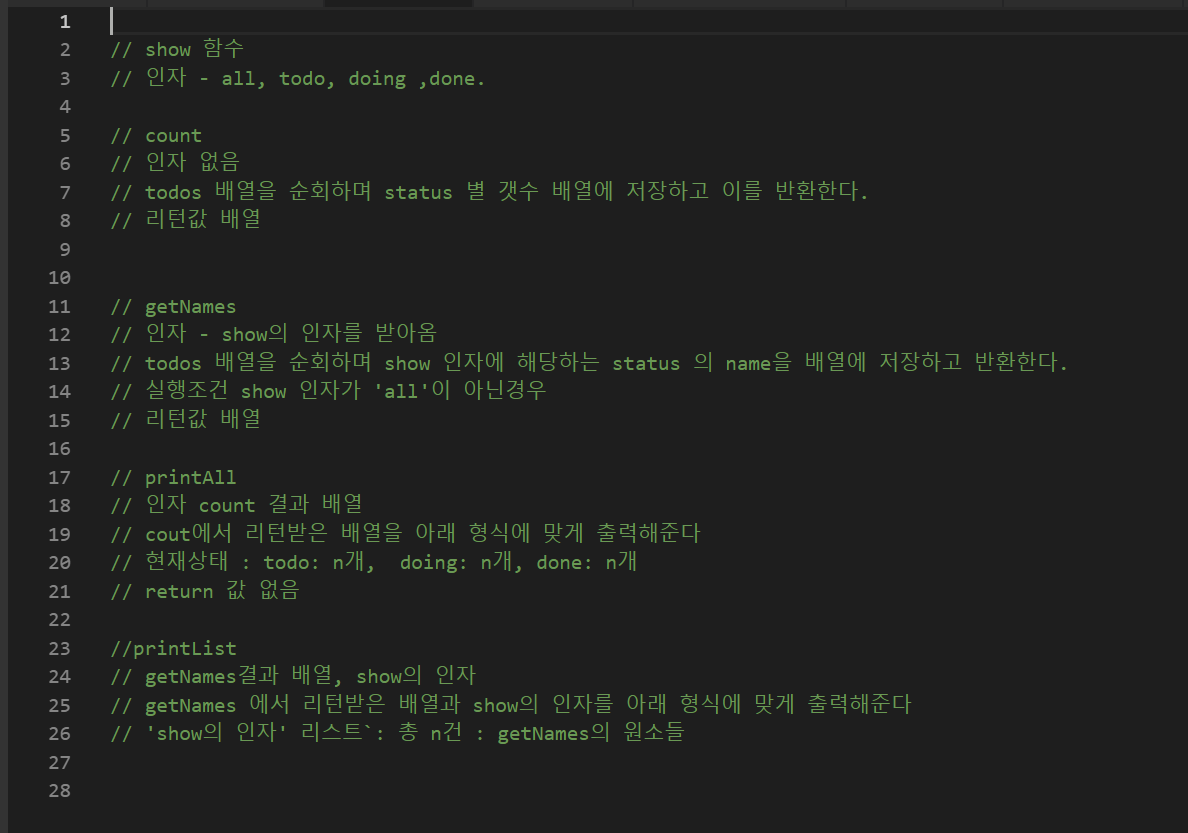 1
2 // show 함수
3 // 인자 - all, todo, doing ,done.
4
5 // count
6 // 인자 없음
7 // todos 배열을 순회하며 status 별 갯수 배열에 저장하고 이를 반환한다.
8 // 리턴값 배열
9
10
11 // getNames
12 // 인자 - show의 인자를 받아옴
13 // todos 배열을 순회하며 show 인자에 해당하는 status 의 name을 배열에 저장하고 반환한다.
14 // 실행조건 show 인자가 'all'이 아닌경우
15 // 리턴값 배열
16
17 // printAll
18 // 인자 count 결과 배열
19 // cout에서 리턴받은 배열을 아래 형식에 맞게 출력해준다
20 // 현재상태 : todo: n개,  doing: n개, done: n개
21 // return 값 없음
22
23 //printList
24 // getNames결과 배열, show의 인자
25 // getNames 에서 리턴받은 배열과 show의 인자를 아래 형식에 맞게 출력해준다
26 // 'show의 인자' 리스트`: 총 n건 : getNames의 원소들
27
28